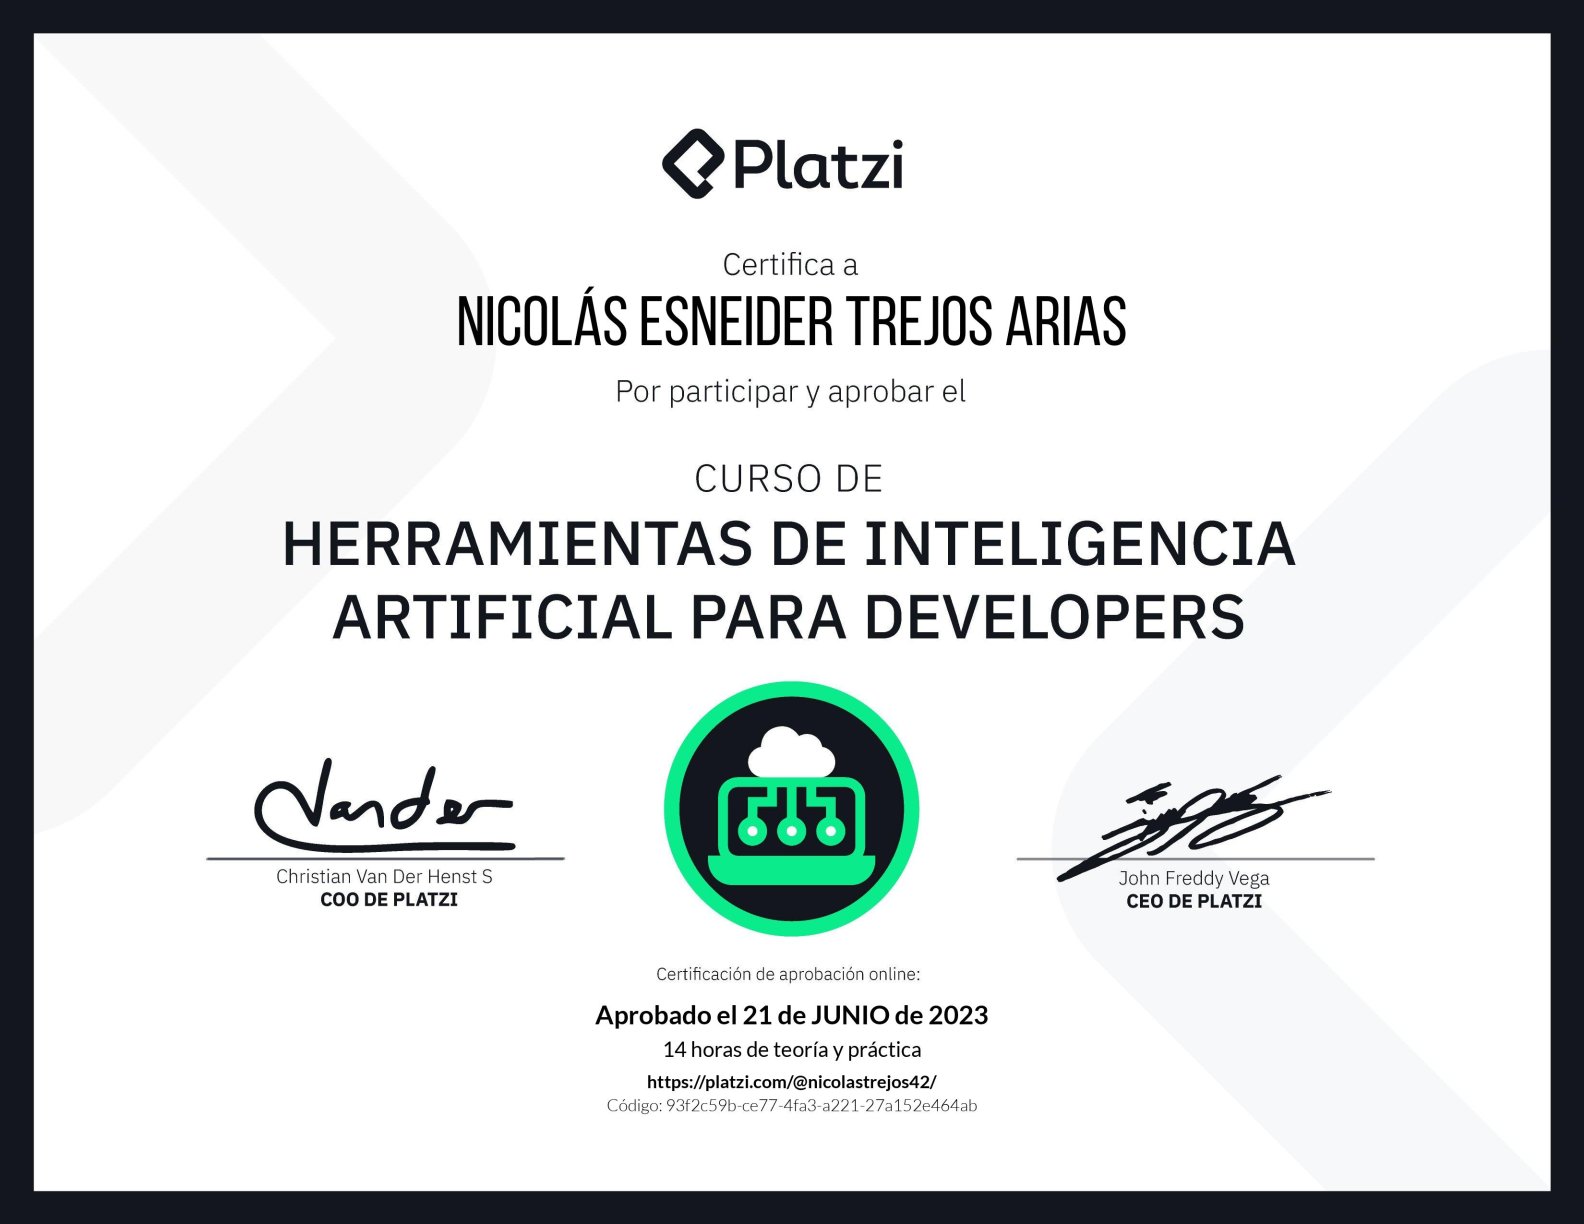 Platzi
Certifica a
NICOLÁS ESNEIDER TREJOS ARIAS
Por participar y aprobar el
CURSO DE
HERRAMIENTAS DE INTELIGENCIA
ARTIFICIAL PARA DEVELOPERS
Vander
Christian Van Der Henst S
COO DE PLATZI
John Freddy Vega
CEO DE PLATZI
Certificación de aprobación online:
Aprobado el 21 de JUNIO de 2023
14 horas de teoría y práctica
https://platzi.com/@nicolastrejos42/
Código: 93f2c59b-ce77-4fa3-a221-27a152e464ab